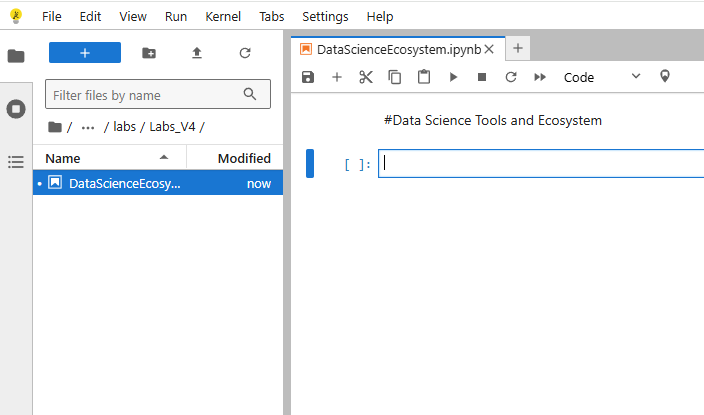 File Edit View Run Kernel Tabs Settings Help
+
Filter files by name
/ ... / labs / Labs_V4 /
Name Modified
DataScienceEcosy... now
DataScienceEcosystem.ipynb × +
Code
#Data Science Tools and Ecosystem
[ ]: